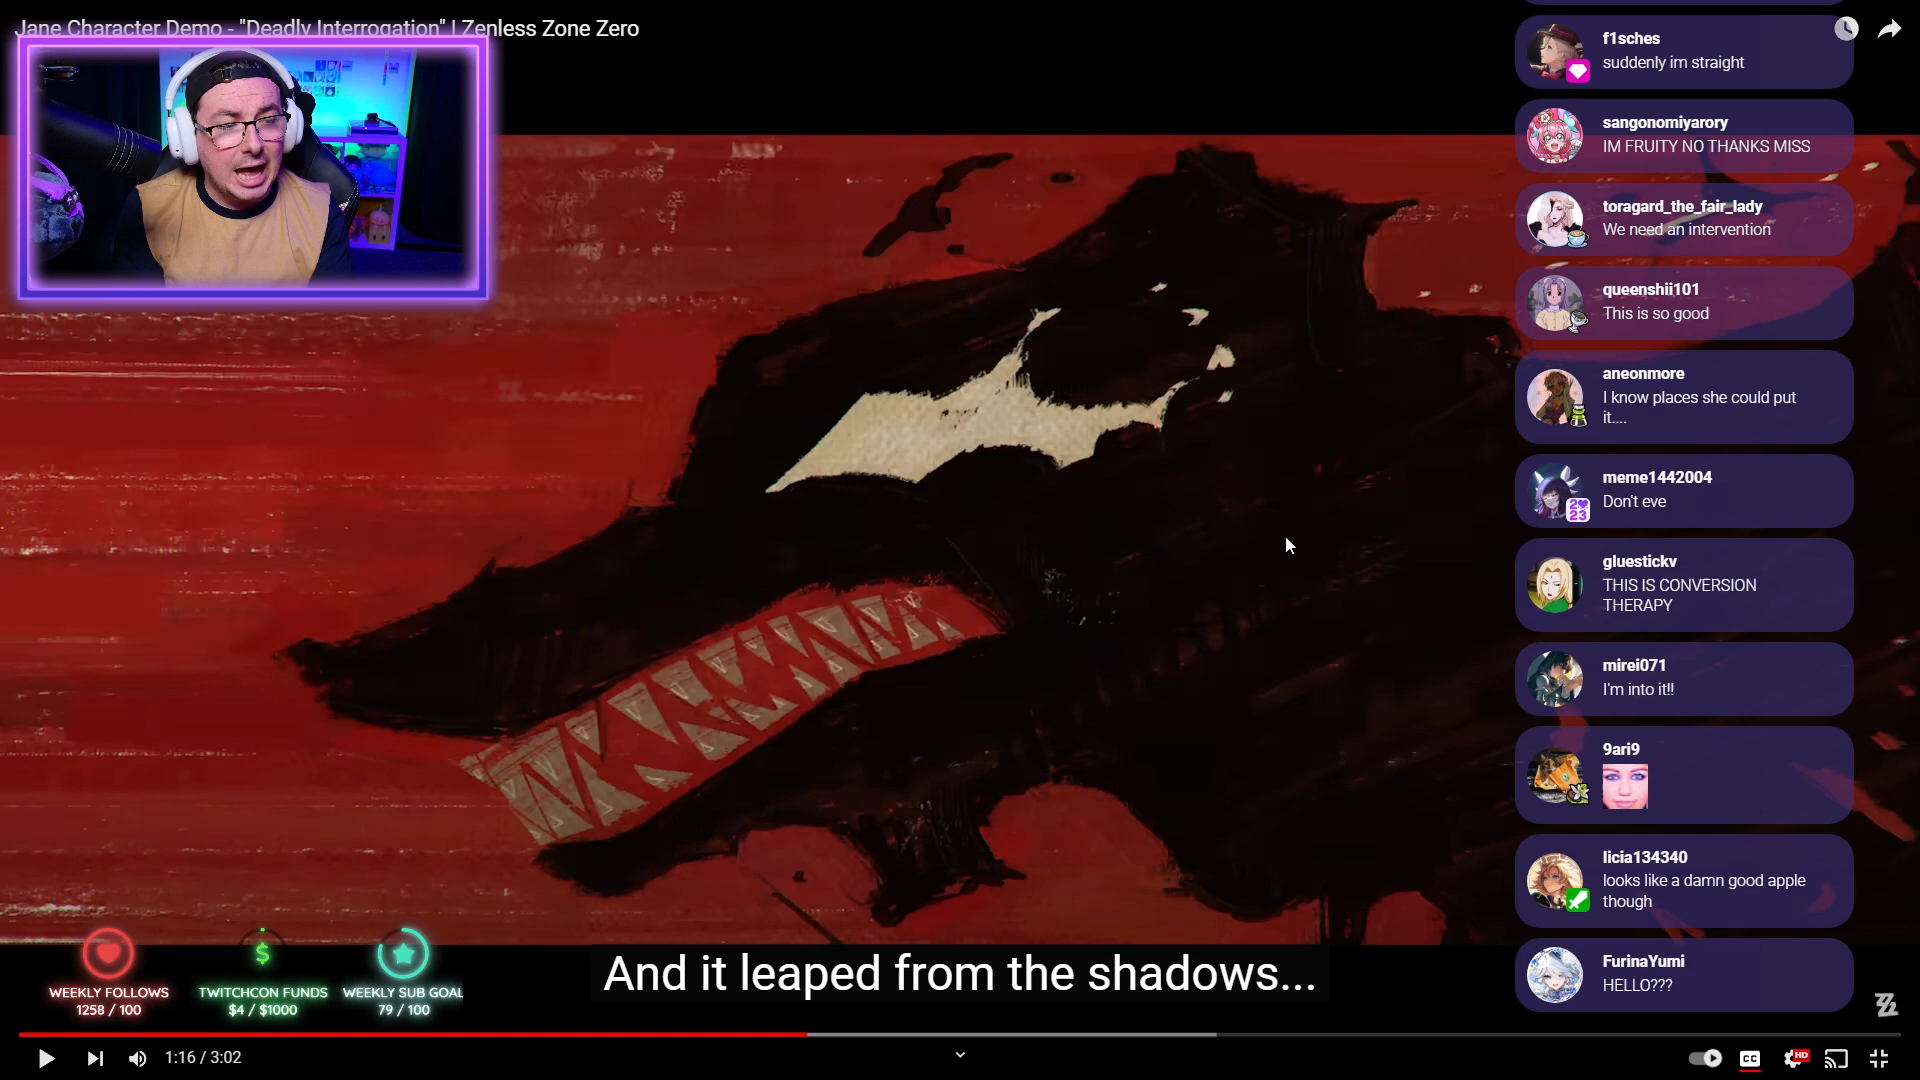 Jane Character Demo - "Deadly Interrogation" | Zenless Zone Zero
f1sches
suddenly im straight
sangonomiyarory
IM FRUITY NO THANKS MISS
toragard_the_fair_lady
We need an intervention
queenshii101
This is so good
aneonmore
I know places she could put
it....
meme1442004
Don't eve
2023
gluestickv
THIS IS CONVERSION
THERAPY
mirei071
I'm into it!!
9ari9
licia134340
looks like a damn good apple
though
FurinaYumi
HELLO???
WEEKLY FOLLOWS
1258 / 100
$
TWITCHCON FUNDS
$4 / $1000
WEEKLY SUB GOAL
79 / 100
And it leaped from the shadows...
1:16 / 3:02
CC
HD